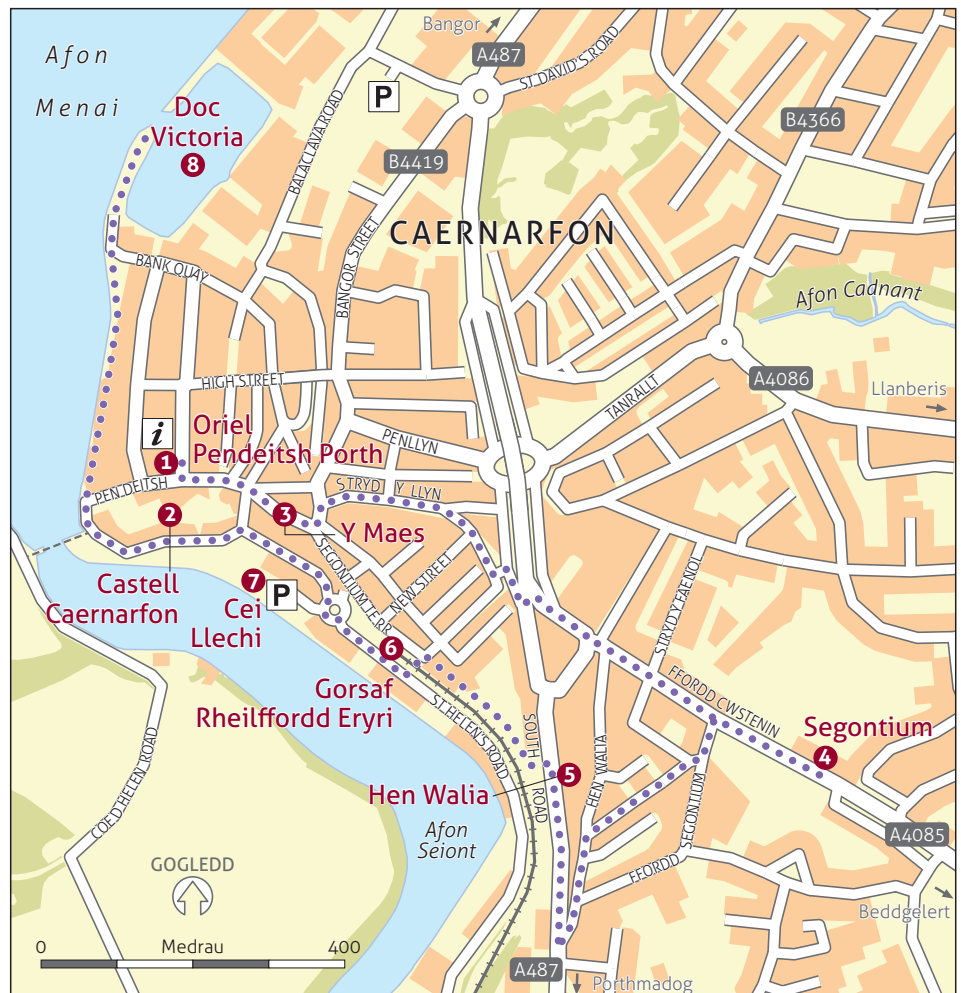 Bangor
A487
ST DAVID'S ROAD
Afon
Menai
P
Doc
Victoria
8
BALACLAVA ROAD
B4419
B4366
CAERNARFON
BANGOR STREET
BANK QUAY
Afon Cadnant
HIGH STREET
TANRALLT
A4086
Llanberis
i
Oriel
Pendeitsh Porth
1
PENLLYN
PEN DEITSH
STRYD Y LLYN
2
3
Y Maes
SEGONTIUM TERR
NEW STREET
STRYD Y FAENOL
Castell
Caernarfon
7
P
Cei
Llechi
6
Gorsaf
Rheilffordd Eryri
ST.HELEN'S ROAD
FFORDD CWSTENIN
Segontium
4
SOUTH ROAD
5
Hen Walia
HEN WALIA
COED HELEN ROAD
Afon
Seiont
FFORDD SEGONTIUM
A4085
Beddgelert
GOGLEDD
0 Medrau 400
A487
Porthmadog